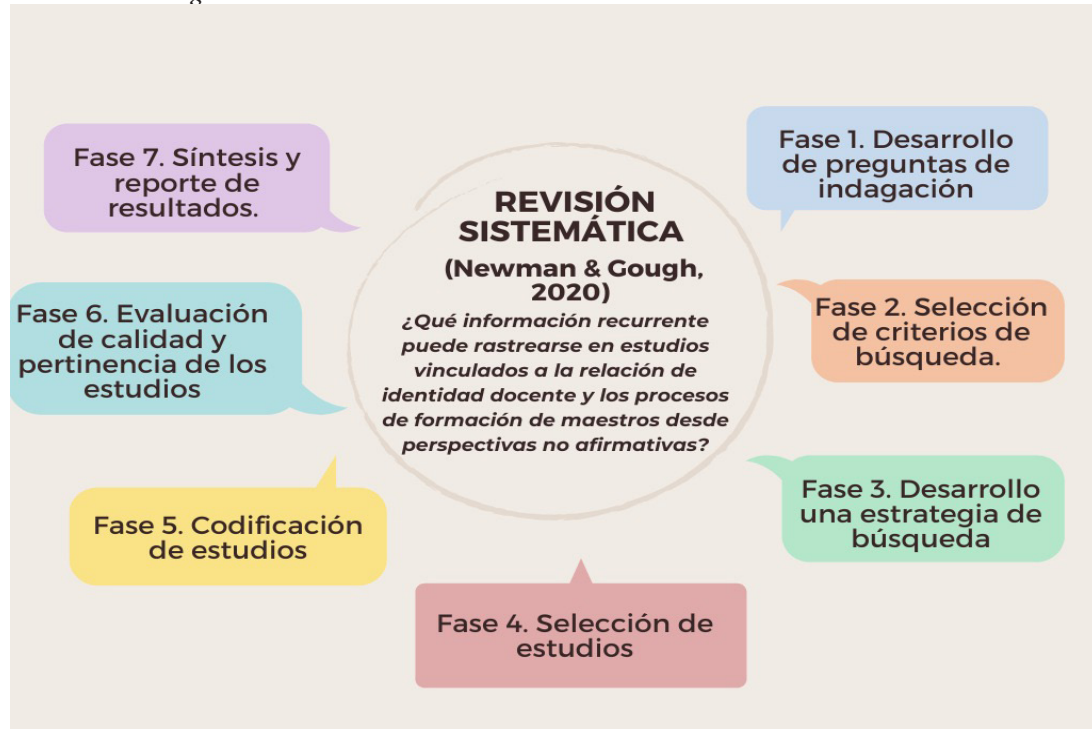 REVISIÓN
SISTEMÁTICA
(Newman & Gough,
2020)
¿Qué información recurrente
puede rastrearse en estudios
vinculados a la relación de
identidad docente y los procesos
de formación de maestros desde
perspectivas no afirmativas?
Fase 1. Desarrollo
de preguntas de
indagación
Fase 2. Selección
de criterios de
búsqueda.
Fase 3. Desarrollo
una estrategia de
búsqueda
Fase 4. Selección de
estudios
Fase 5. Codificación
de estudios
Fase 6. Evaluación
de calidad y
pertinencia de los
estudios
Fase 7. Síntesis y
reporte de
resultados.